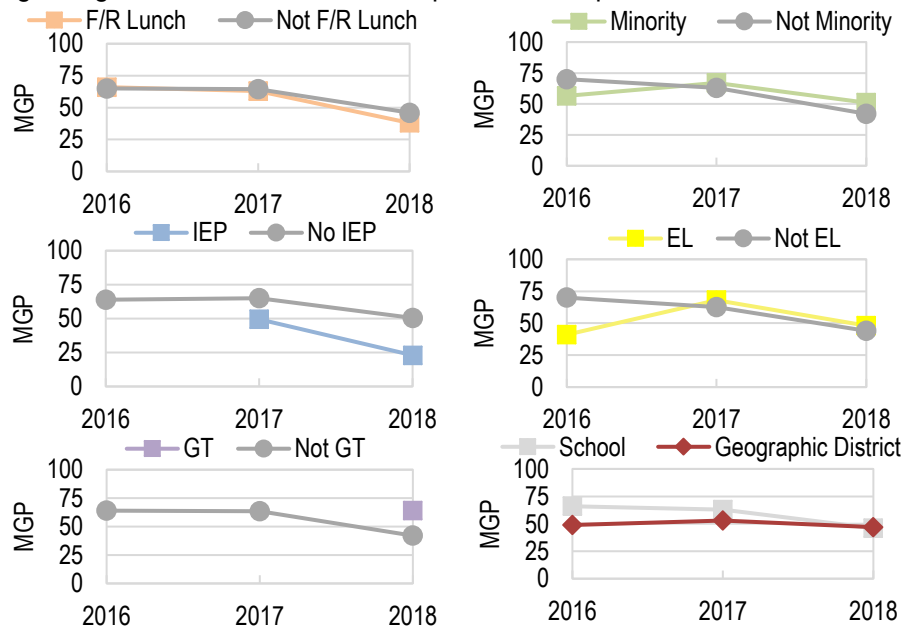 F/R Lunch Not F/R Lunch
100
75
50
25
0
MGP
2016 2017 2018
Minority Not Minority
100
75
50
25
0
MGP
2016 2017 2018
IEP No IEP
100
75
50
25
0
MGP
2016 2017 2018
EL Not EL
100
75
50
25
0
MGP
2016 2017 2018
GT Not GT
100
75
50
25
0
MGP
2016 2017 2018
School Geographic District
100
75
50
25
0
MGP
2016 2017 2018